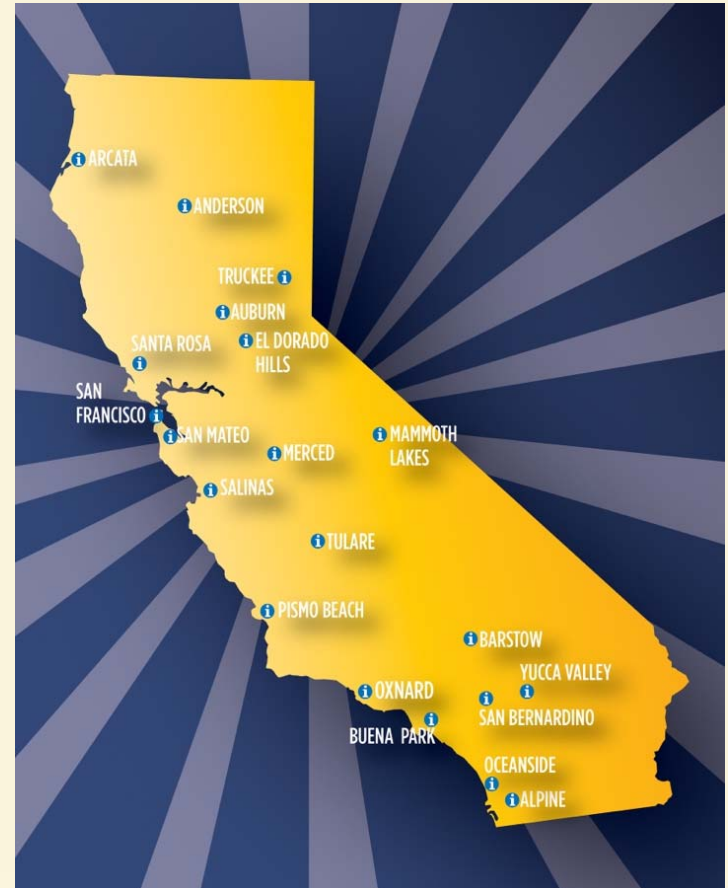 ARCATA
ANDERSON
TRUCKEE
AUBURN
EL DORADO
HILLS
SANTA ROSA
SAN
FRANCISCO
SAN MATEO
MERCED
MAMMOTH
LAKES
SALINAS
TULARE
PISMO BEACH
BARSTOW
YUCCA VALLEY
OXNARD
SAN BERNARDINO
BUENA PARK
OCEANSIDE
ALPINE